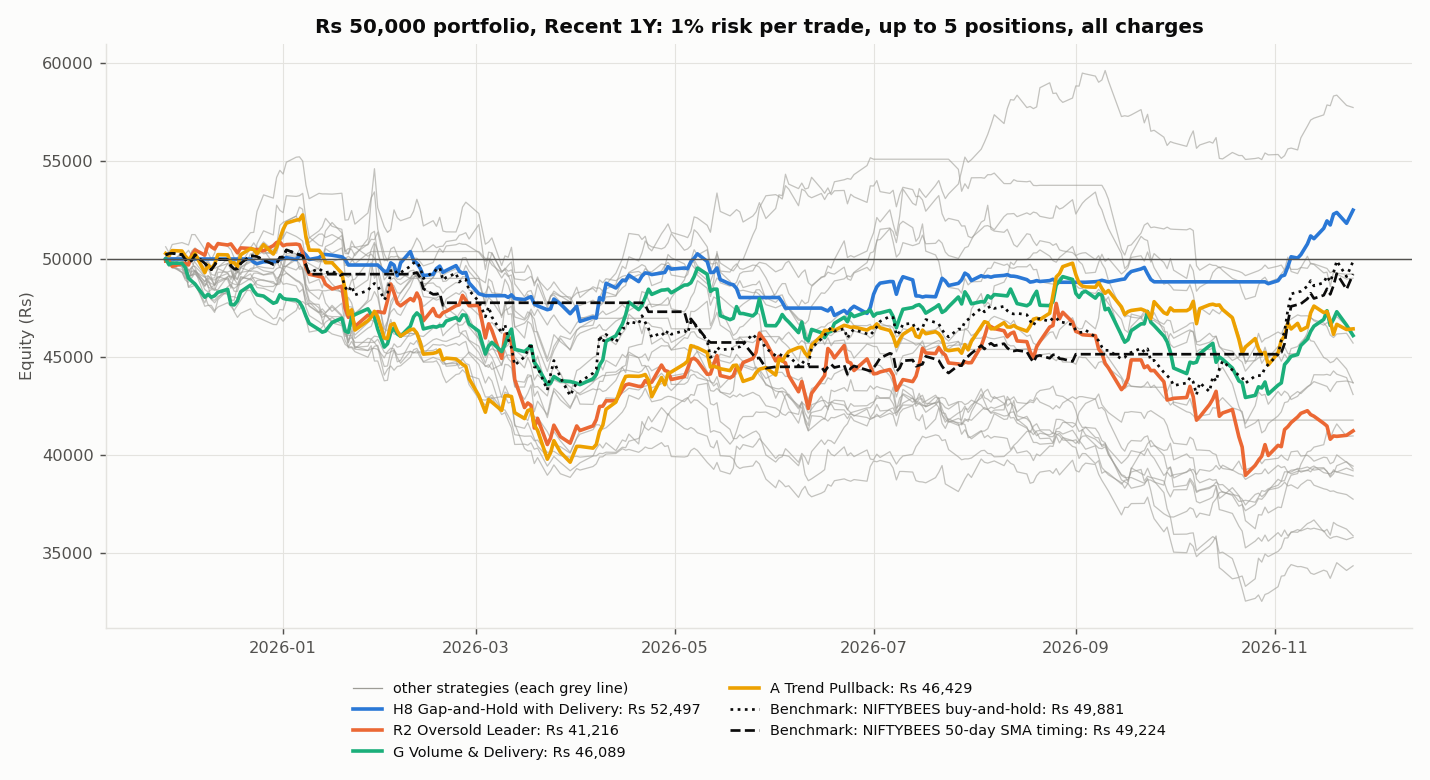 Rs 50,000 portfolio, Recent 1Y: 1% risk per trade, up to 5 positions, all charges
Equity (Rs)
60000
55000
50000
45000
40000
35000
2026-01
2026-03
2026-05
2026-07
2026-09
2026-11
other strategies (each grey line)
H8 Gap-and-Hold with Delivery: Rs 52,497
R2 Oversold Leader: Rs 41,216
G Volume & Delivery: Rs 46,089
A Trend Pullback: Rs 46,429
Benchmark: NIFTYBEES buy-and-hold: Rs 49,881
Benchmark: NIFTYBEES 50-day SMA timing: Rs 49,224